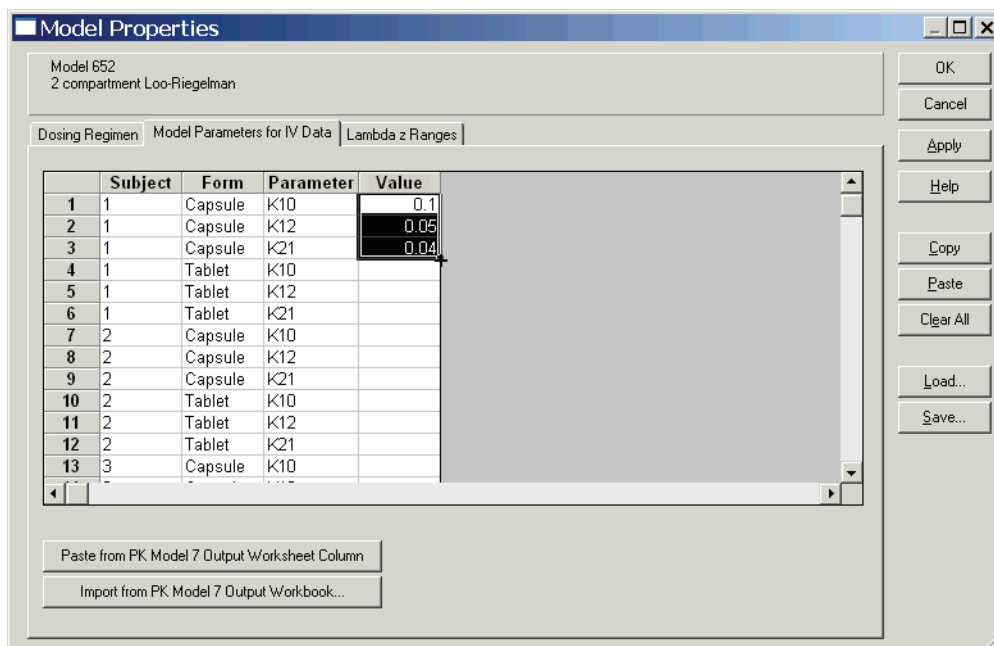 Model Properties
Model 652
2 compartment Loo-Riegelman
OK
Cancel
Apply
Help
Copy
Paste
Clear All
Load...
Save...
Dosing Regimen Model Parameters for IV Data Lambda z Ranges
Subject Form Parameter Value
1 1 Capsule K10 0.1
2 1 Capsule K12 0.05
3 1 Capsule K21 0.04
4 1 Tablet K10
5 1 Tablet K12
6 1 Tablet K21
7 2 Capsule K10
8 2 Capsule K12
9 2 Capsule K21
10 2 Tablet K10
11 2 Tablet K12
12 2 Tablet K21
13 3 Capsule K10
Paste from PK Model 7 Output Worksheet Column
Import from PK Model 7 Output Workbook...